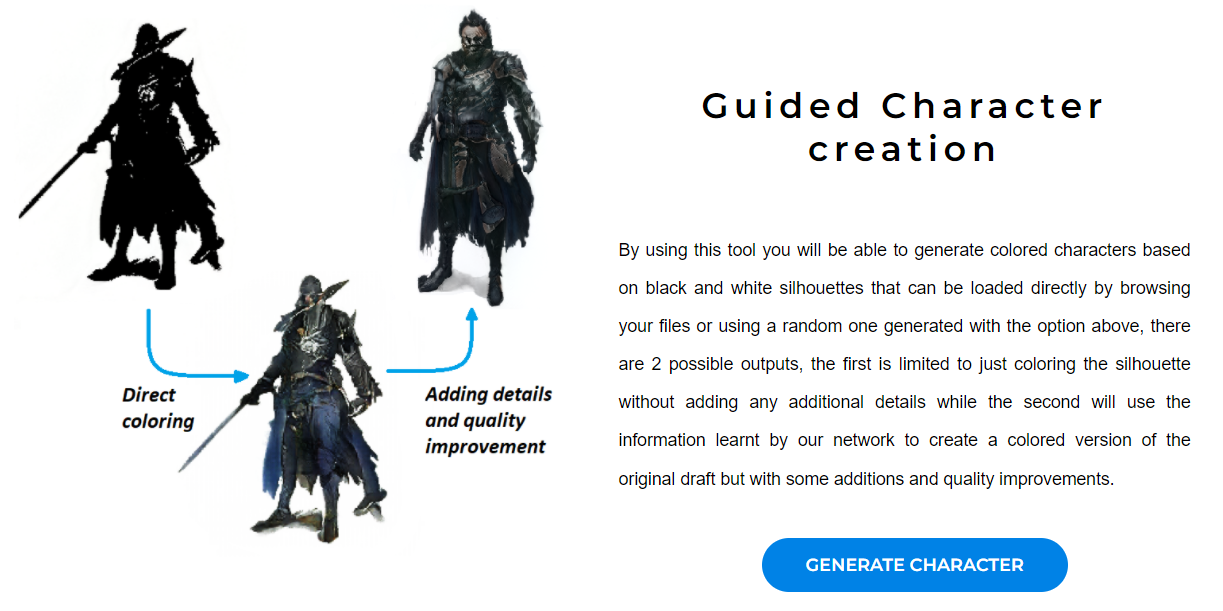 Guided Character
creation
By using this tool you will be able to generate colored characters based
on black and white silhouettes that can be loaded directly by browsing
your files or using a random one generated with the option above, there
are 2 possible outputs, the first is limited to just coloring the silhouette
without adding any additional details while the second will use the
information learnt by our network to create a colored version of the
original draft but with some additions and quality improvements.
GENERATE CHARACTER
Direct
coloring
Adding details
and quality
improvement